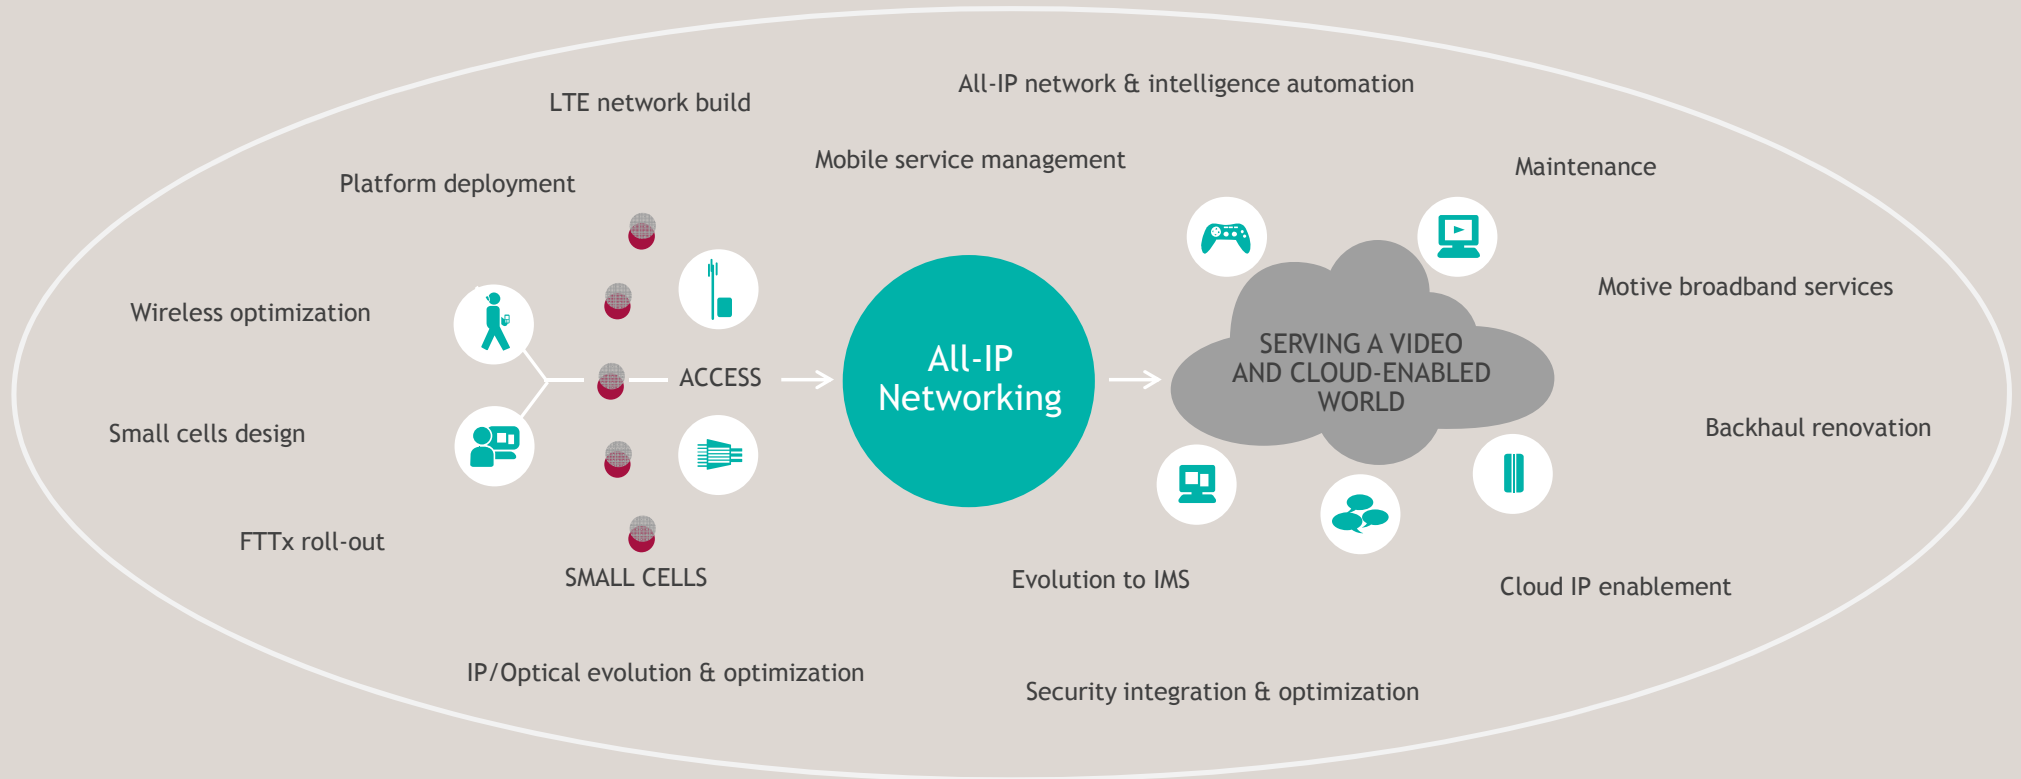 All-IP network & intelligence automation
LTE network build
Mobile service management
Maintenance
Platform deployment
Motive broadband services
Wireless optimization
SERVING A VIDEO
AND CLOUD-ENABLED
WORLD
All-IP
Networking
ACCESS
Small cells design
Backhaul renovation
FTTx roll-out
SMALL CELLS
Evolution to IMS
Cloud IP enablement
IP/Optical evolution & optimization
Security integration & optimization